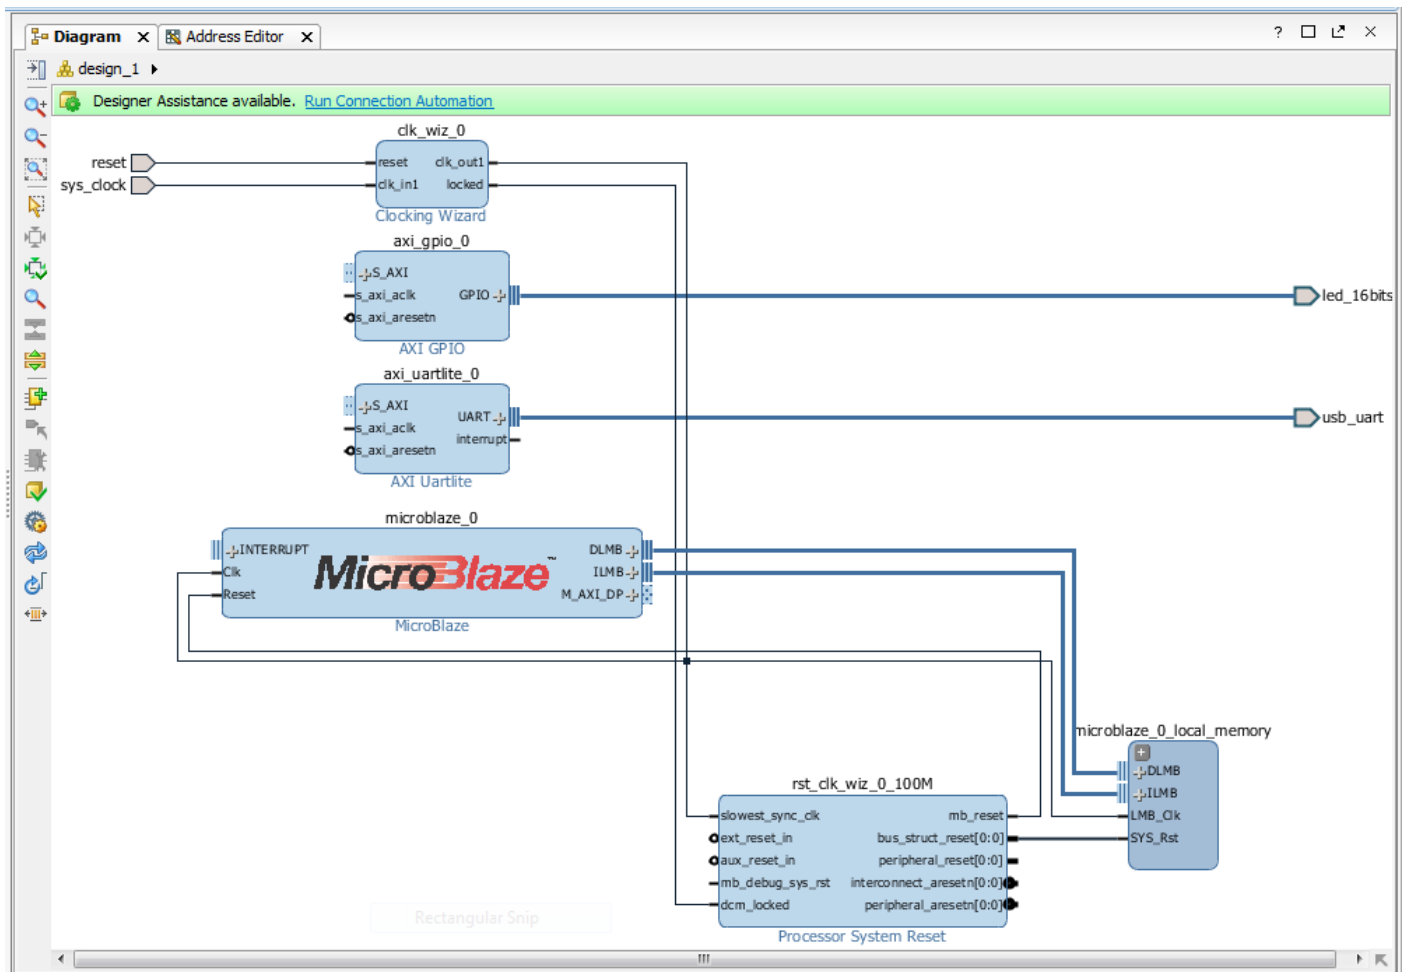 Diagram
Address Editor
design_1
Designer Assistance available. Run Connection Automation
clk_wiz_0
reset
sys_clock
reset clk_out1
clk_in1 locked
Clocking Wizard
axi_gpio_0
S_AXI
s_axi_aclk GPIO
s_axi_aresetn
AXI GPIO
led_16bits
axi_uartlite_0
S_AXI
UART
s_axi_aclk
interrupt
s_axi_aresetn
AXI Uartlite
usb_uart
microblaze_0
INTERRUPT DLMB
Clk ILMB
Reset M_AXI_DP
MicroBlaze™
MicroBlaze
microblaze_0_local_memory
DLMB
ILMB
LMB_Clk
SYS_Rst
rst_clk_wiz_0_100M
slowest_sync_clk mb_reset
ext_reset_in bus_struct_reset[0:0]
aux_reset_in peripheral_reset[0:0]
mb_debug_sys_rst interconnect_aresetn[0:0]
dcm_locked peripheral_aresetn[0:0]
Processor System Reset
Rectangular Snip